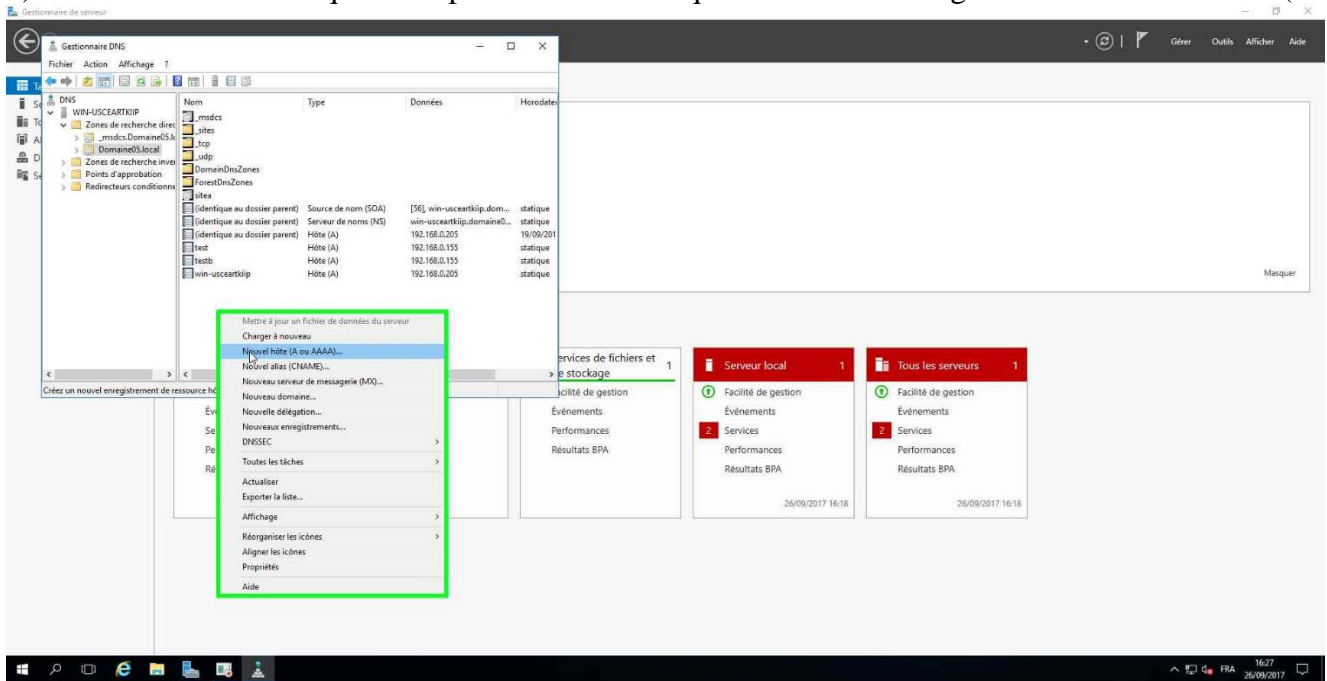 Gestionnaire de serveur
Gérer Outils Afficher Aide
Gestionnaire DNS
Fichier Action Affichage ?
DNS
WIN-USCEARTKIIP
Zones de recherche direc
_msdcs.Domaine05.k
Domaine05.local
Zones de recherche inver
Points d'approbation
Redirecteurs conditionne
Nom Type Données Horodate
_msdcs
_sites
_tcp
_udp
DomainDnsZones
ForestDnsZones
sitea
(identique au dossier parent) Source de nom (SOA) [56], win-usceartkiip.dom... statique
(identique au dossier parent) Serveur de noms (NS) win-usceartkiip.domaine0... statique
(identique au dossier parent) Hôte (A) 192.168.0.205 19/09/201
test Hôte (A) 192.168.0.155 statique
testb Hôte (A) 192.168.0.155 statique
win-usceartkiip Hôte (A) 192.168.0.205 statique
Créez un nouvel enregistrement de ressource hô
Mettre à jour un fichier de données du serveur
Charger à nouveau
Nouvel hôte (A ou AAAA)...
Nouvel alias (CNAME)...
Nouveau serveur de messagerie (MX)...
Nouveau domaine...
Nouvelle délégation...
Nouveaux enregistrements...
DNSSEC
Toutes les tâches
Actualiser
Exporter la liste...
Affichage
Réorganiser les icônes
Aligner les icônes
Propriétés
Aide
Masquer
ervices de fichiers et 1
e stockage
acilité de gestion
Événements
Performances
Résultats BPA
Serveur local 1
Facilité de gestion
Événements
2 Services
Performances
Résultats BPA
26/09/2017 16:18
Tous les serveurs 1
Facilité de gestion
Événements
2 Services
Performances
Résultats BPA
26/09/2017 16:18
FRA 16:27
26/09/2017